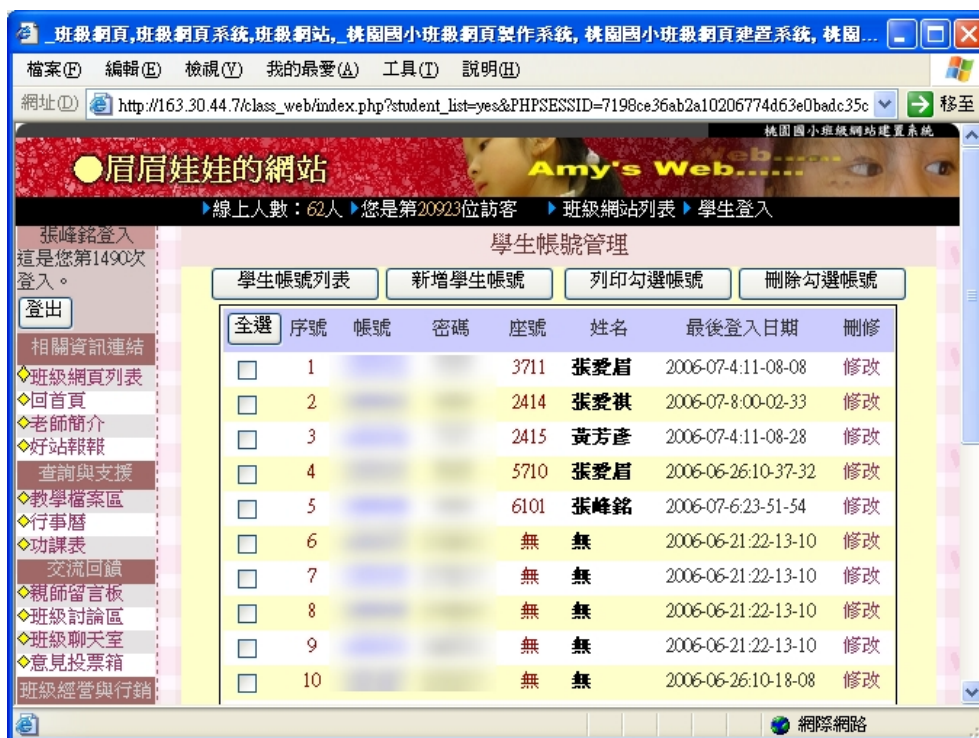 _班級網頁,班級網頁系統,班級網站,_桃園國小班級網頁製作系統, 桃園國小班級網頁建置系統, 桃園...
檔案(F) 編輯(E) 檢視(V) 我的最愛(A) 工具(T) 說明(H)
網址(D) http://163.30.44.7/class_web/index.php?student_list=yes&PHPSESSID=7198ce36ab2a10206774d63e0badc35c 移至
桃園國小班級網站建置系統
眉眉娃娃的網站 Amy's Web......
線上人數：62人 您是第20923位訪客 班級網站列表 學生登入
張峰銘登入
這是您第1490次
登入。
登出
相關資訊連結
班級網頁列表
回首頁
老師簡介
好站報報
查詢與支援
教學檔案區
行事曆
功課表
交流回饋
親師留言板
班級討論區
班級聊天室
意見投票箱
班級經營與行銷
學生帳號管理
學生帳號列表 新增學生帳號 列印勾選帳號 刪除勾選帳號
全選 序號 帳號 密碼 座號 姓名 最後登入日期 刪修
1 3711 張愛眉 2006-07-4:11-08-08 修改
2 2414 張愛祺 2006-07-8:00-02-33 修改
3 2415 黃芳彥 2006-07-4:11-08-28 修改
4 5710 張愛眉 2006-06-26:10-37-32 修改
5 6101 張峰銘 2006-07-6:23-51-54 修改
6 無 無 2006-06-21:22-13-10 修改
7 無 無 2006-06-21:22-13-10 修改
8 無 無 2006-06-21:22-13-10 修改
9 無 無 2006-06-21:22-13-10 修改
10 無 無 2006-06-26:10-18-08 修改
網際網路